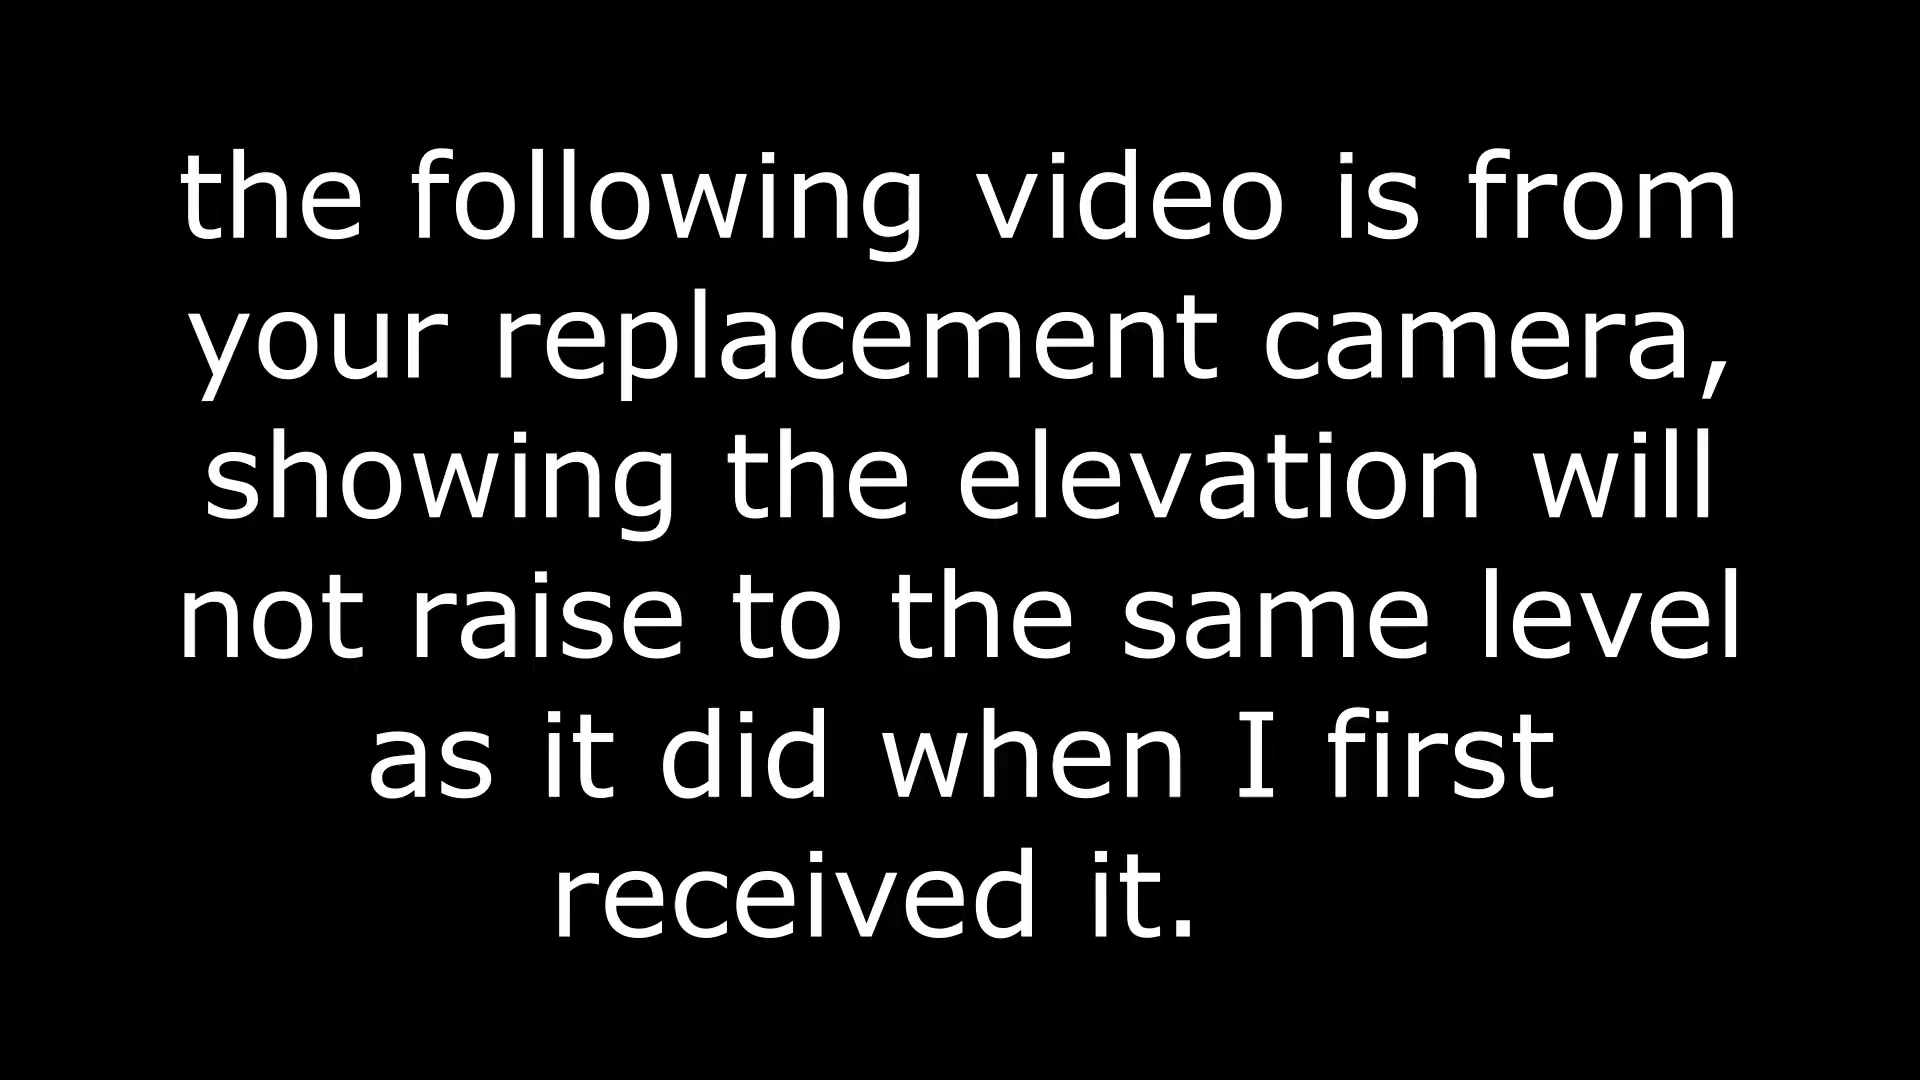 the following video is from
your replacement camera,
showing the elevation will
not raise to the same level
as it did when I first
received it.